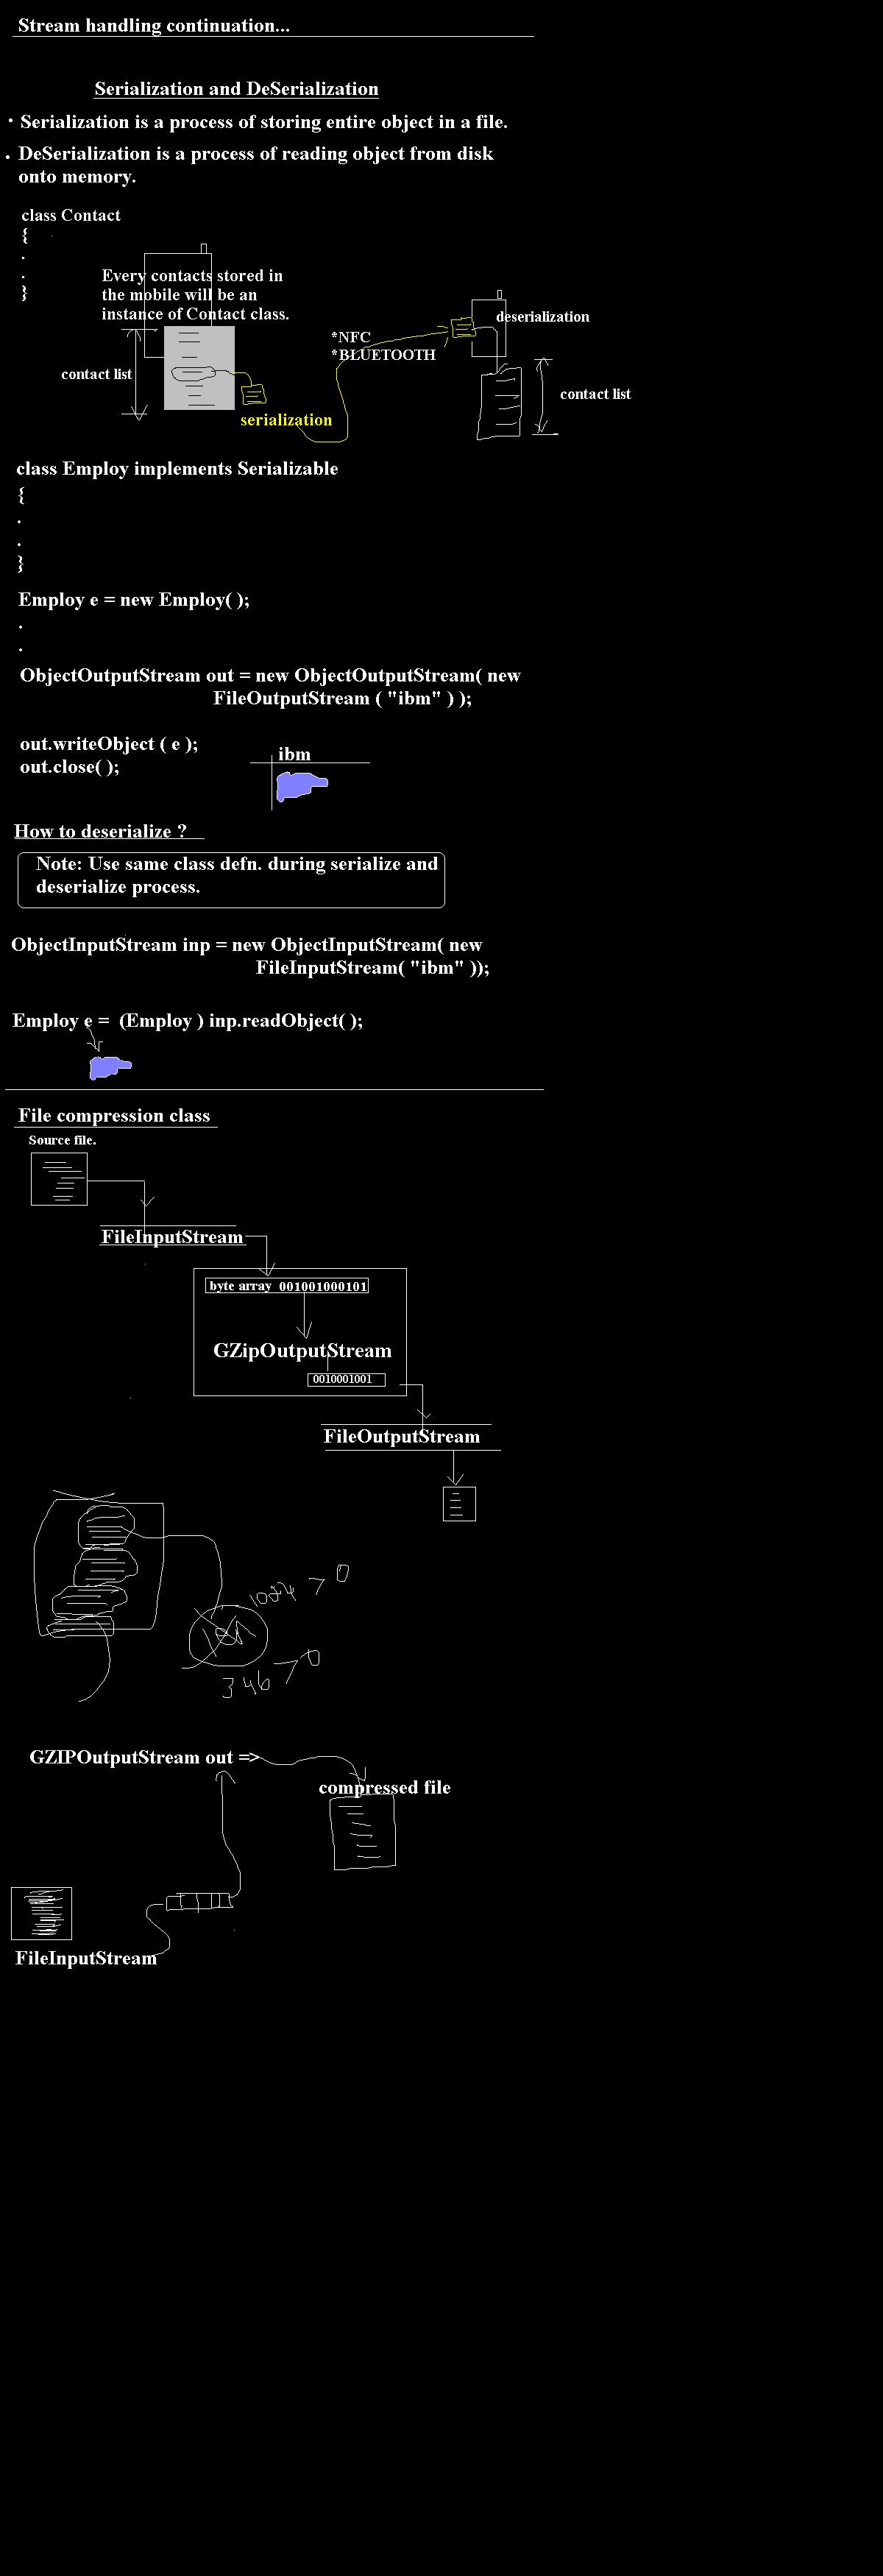 Stream handling continuation...
Serialization and DeSerialization
• Serialization is a process of storing entire object in a file.
• DeSerialization is a process of reading object from disk
onto memory.
class Contact
{
.
.
}
Every contacts stored in
the mobile will be an
instance of Contact class.
contact list
serialization
*NFC
*BLUETOOTH
deserialization
contact list
class Employ implements Serializable
{
.
.
}
Employ e = new Employ( );
.
.
ObjectOutputStream out = new ObjectOutputStream( new
FileOutputStream ( "ibm" ) );
out.writeObject ( e );
out.close( );
ibm
How to deserialize ?
Note: Use same class defn. during serialize and
deserialize process.
ObjectInputStream inp = new ObjectInputStream( new
FileInputStream( "ibm" ));
Employ e = (Employ ) inp.readObject( );
File compression class
Source file.
FileInputStream
byte array 001001000101
GZipOutputStream
0010001001
FileOutputStream
1024 > 0
346 > 0
GZIPOutputStream out =>
compressed file
FileInputStream